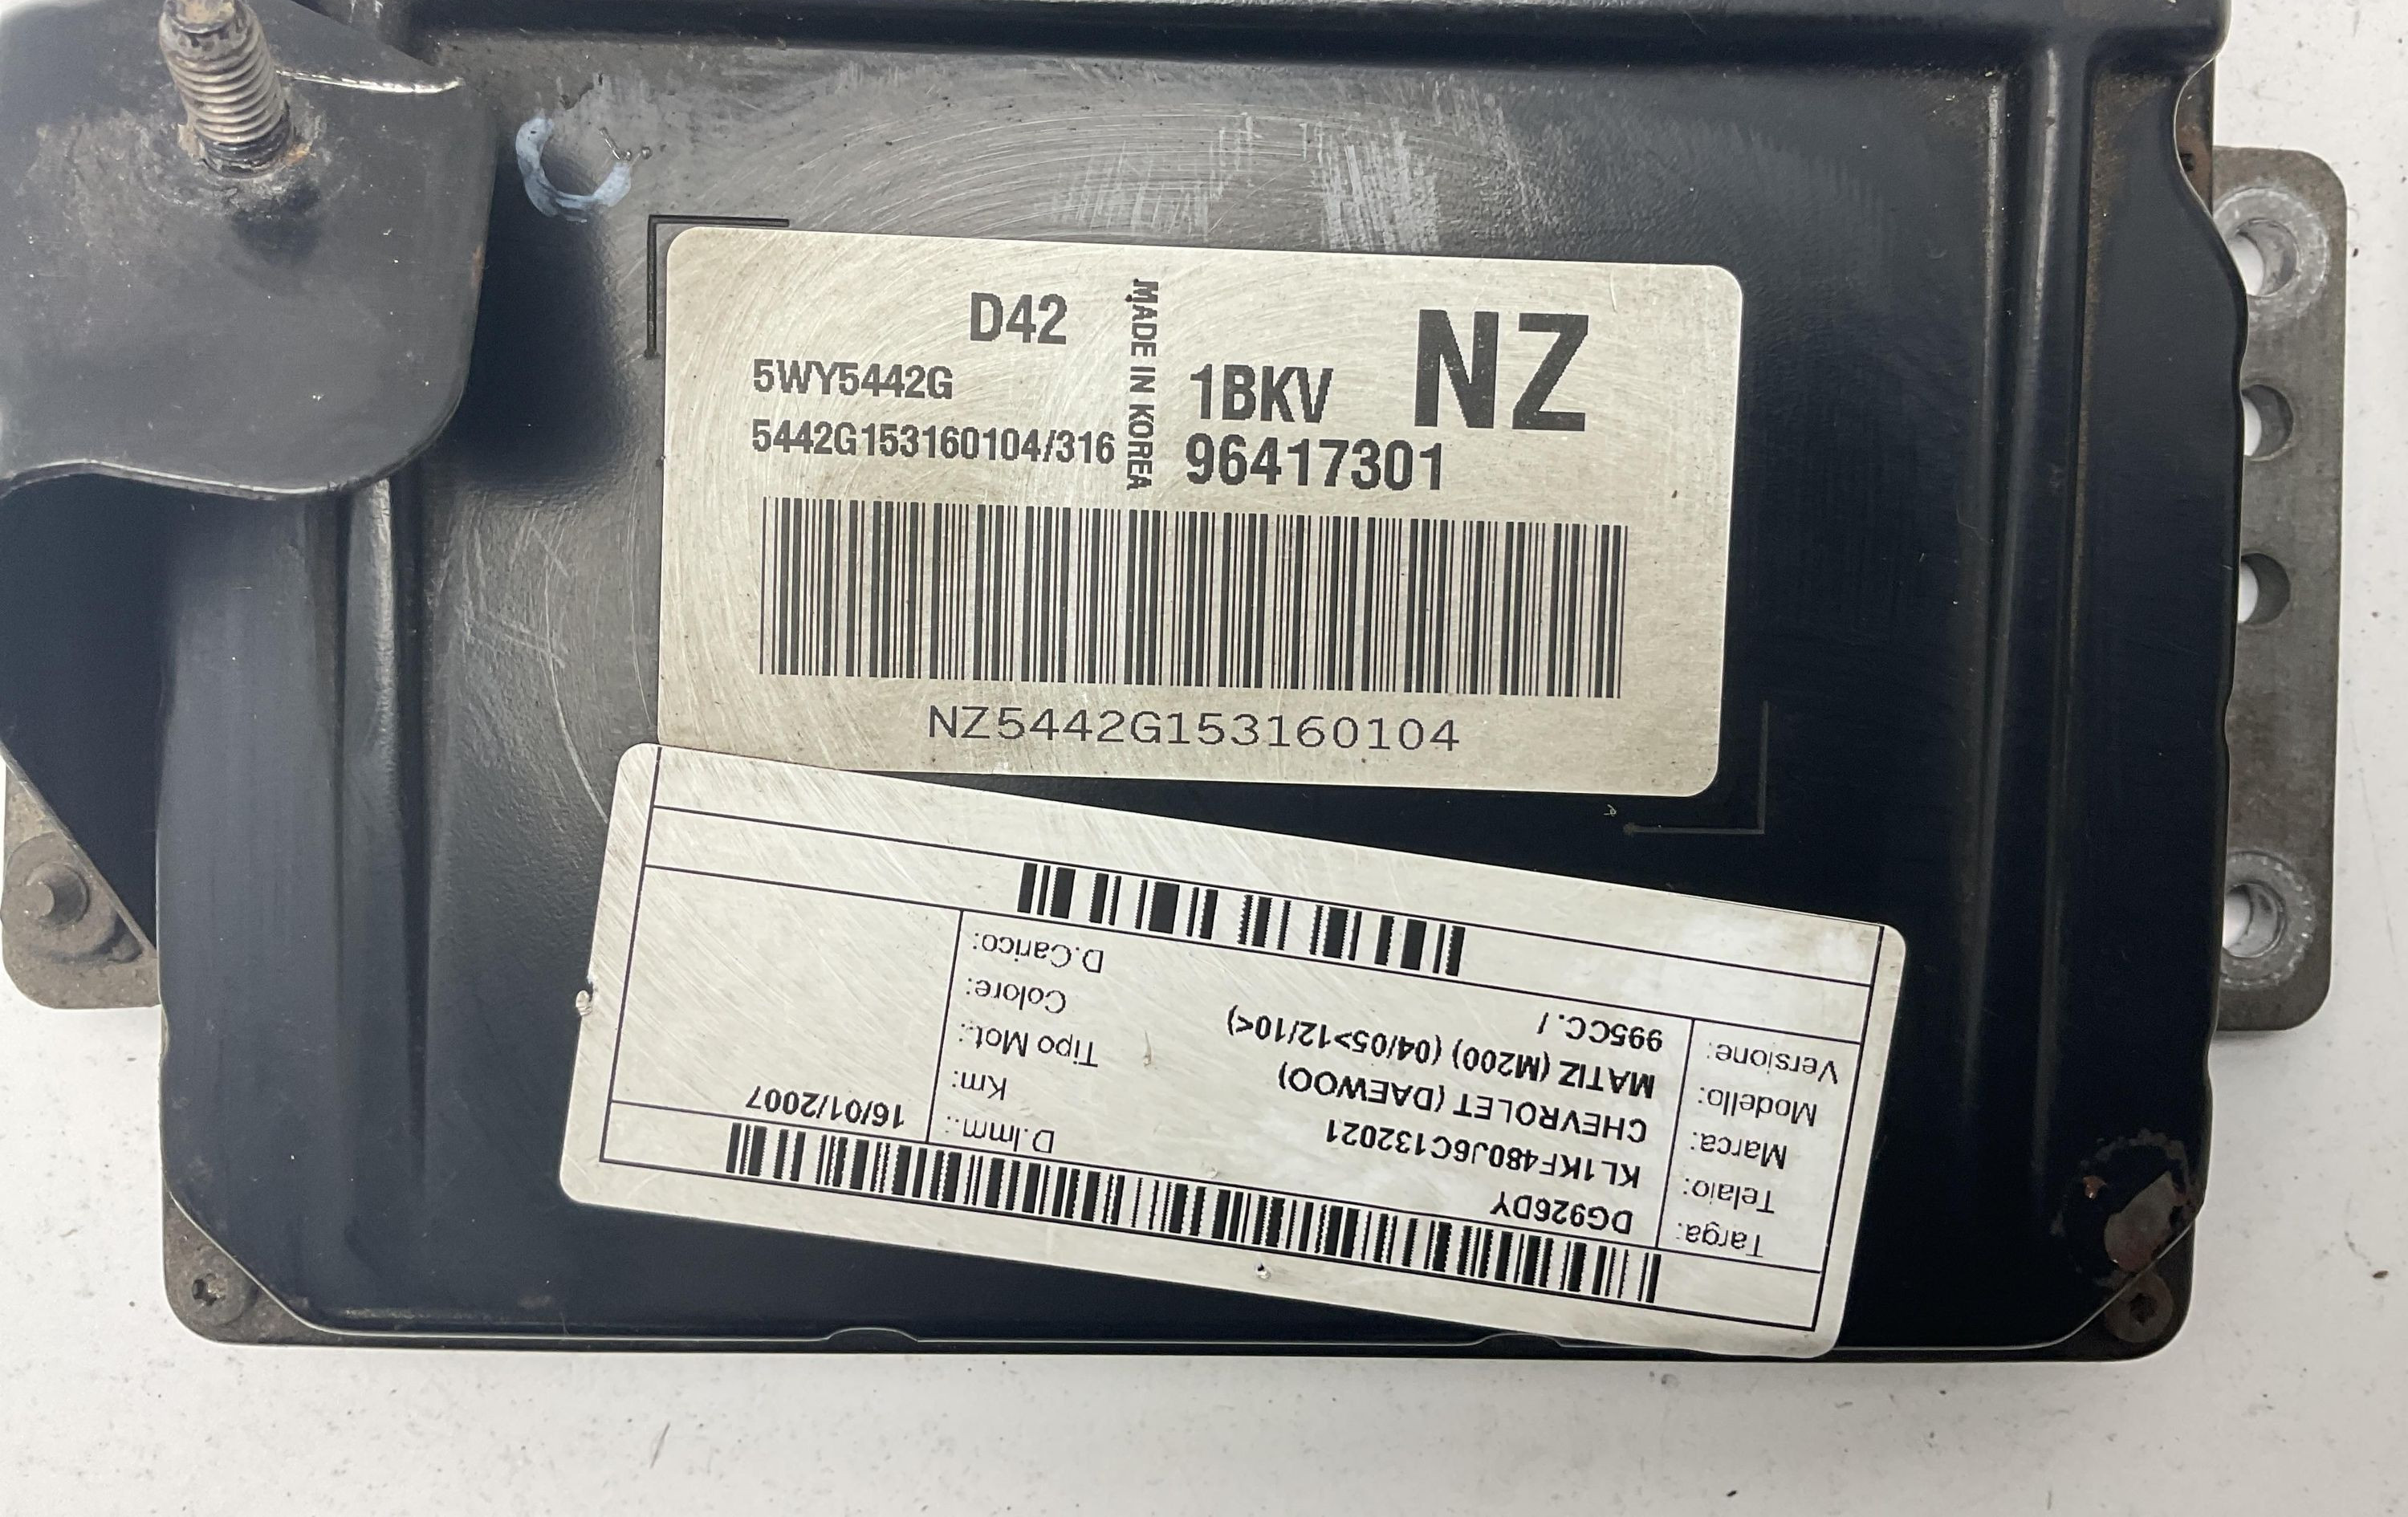 D42
MADE IN KOREA
NZ
5WY5442G
1BKV
5442G153160104/316
96417301
NZ5442G153160104
Targa: DG926DY
Telaio: KL1KF480J6C132021
Marca: CHEVROLET (DAEWOO)
Modello: MATIZ (M200) (04/05>12/10<)
Versione: 995CC. /
D.Imm.: 16/01/2007
Km:
Tipo Mot.:
Colore:
D.Carico: